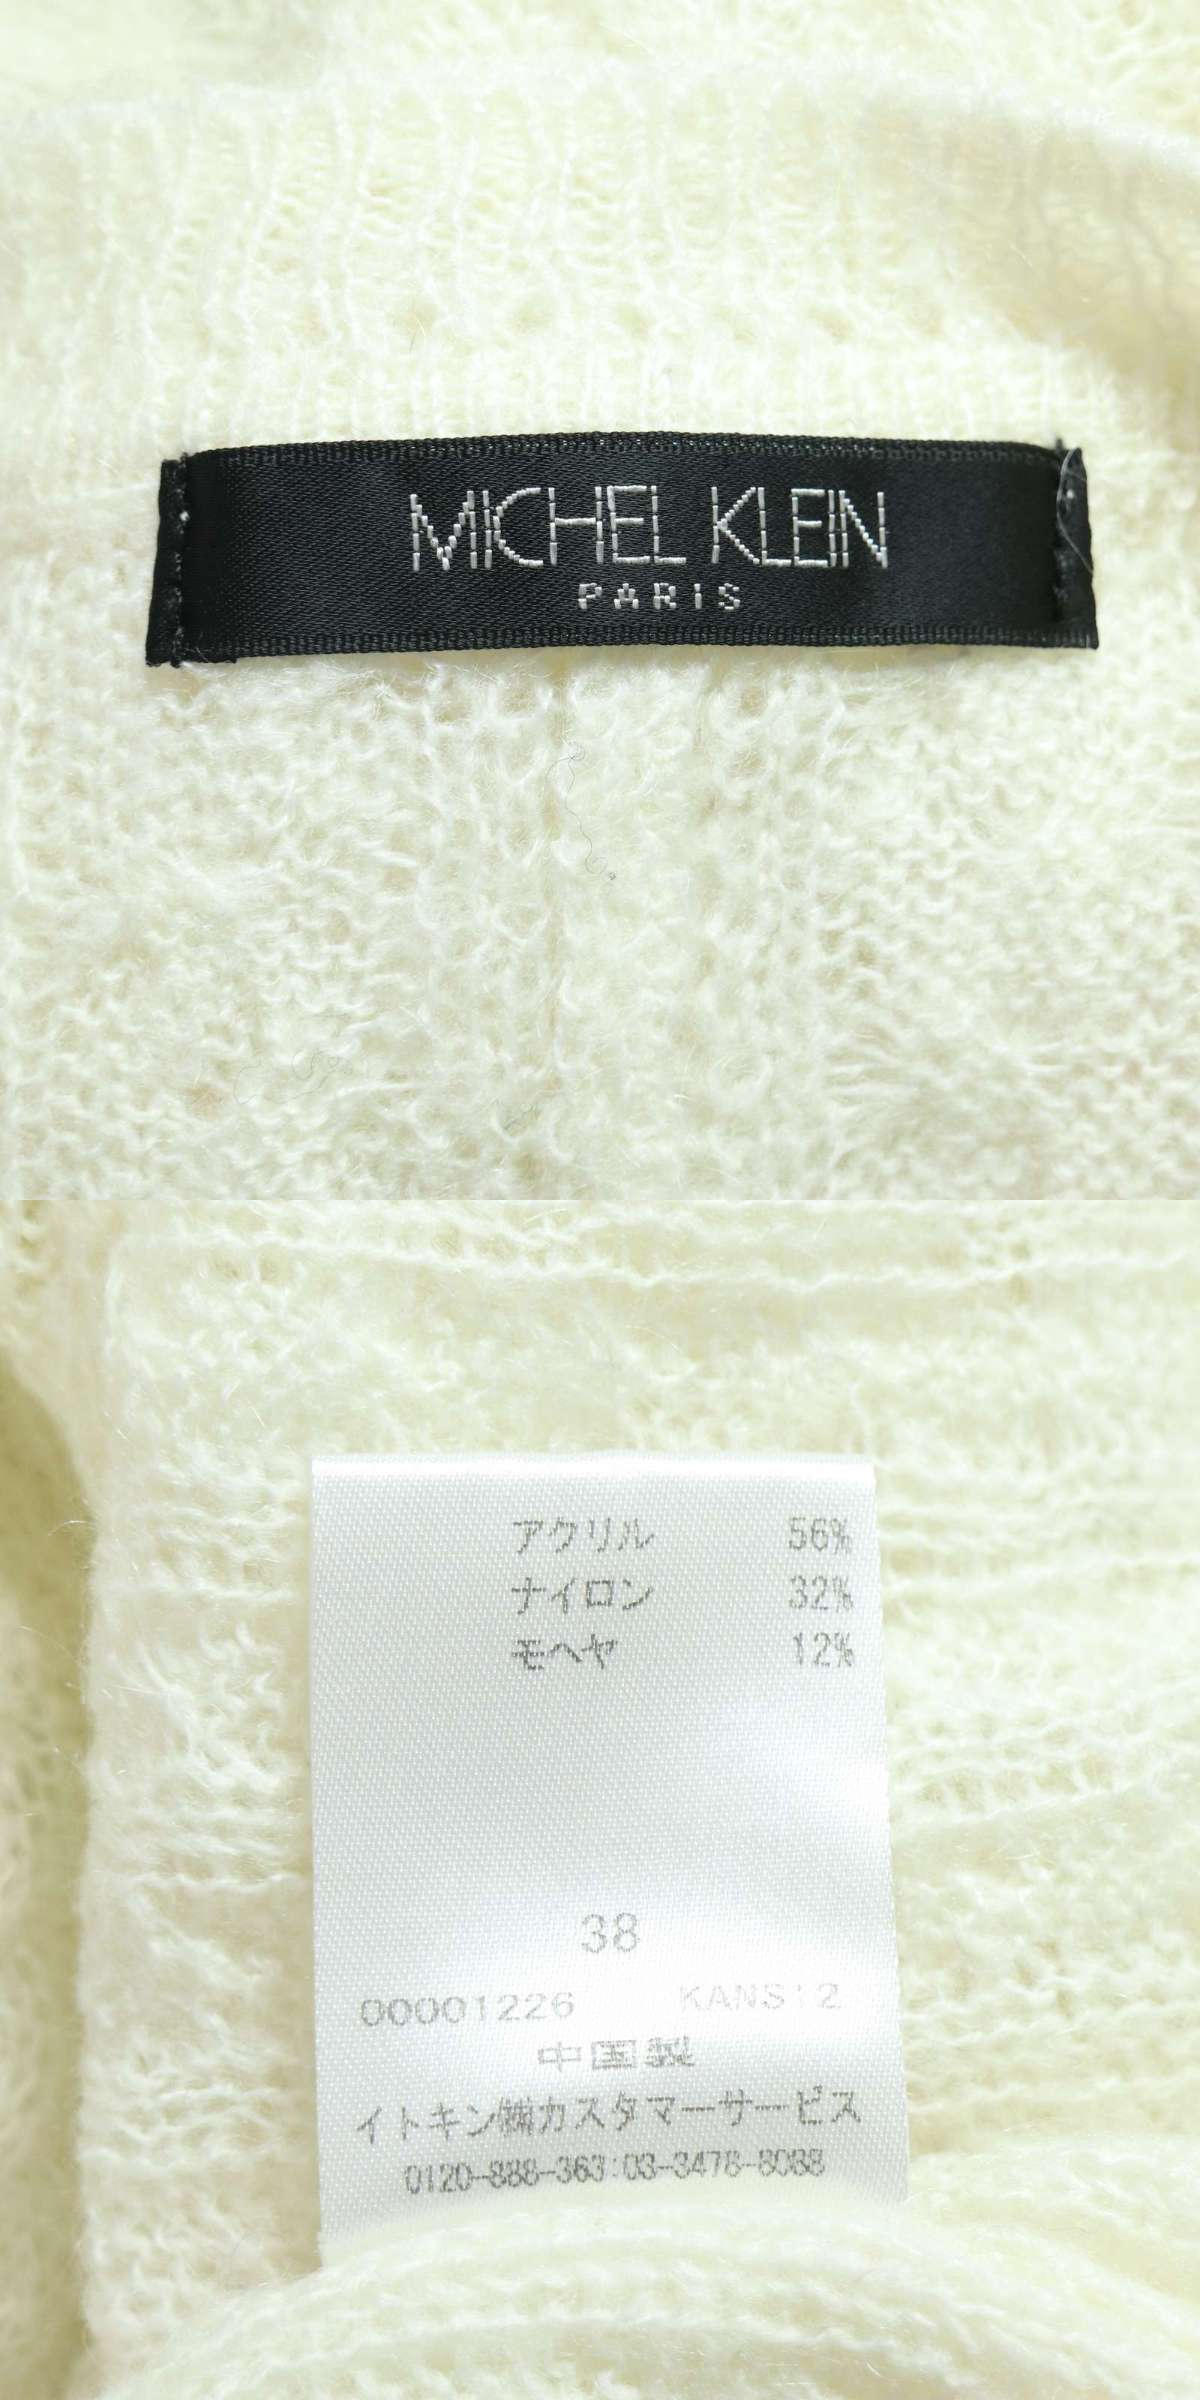 MICHEL KLEIN
PARIS
アクリル 56%
ナイロン 32%
モヘヤ 12%
38
00001226 KANS12
中国製
イトキン㈱カスタマーサービス
0120-888-363:03-3478-8088